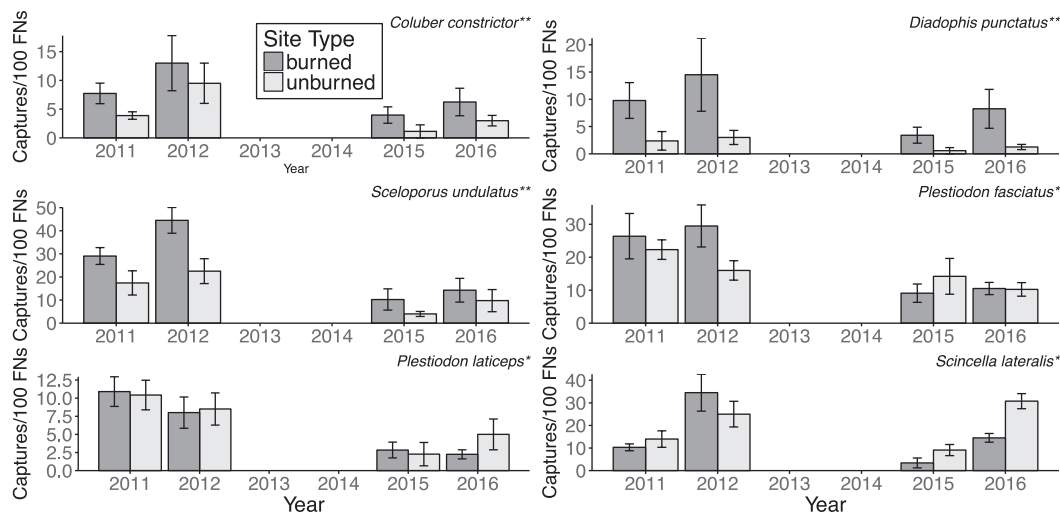 Coluber constrictor**
Captures/100 FNs
15
10
5
0
Site Type
burned
unburned
2011 2012 2013 2014 2015 2016
Year
Diadophis punctatus**
Captures/100 FNs
20
15
10
5
0
2011 2012 2013 2014 2015 2016
Sceloporus undulatus**
Captures/100 FNs
50
40
30
20
10
0
2011 2012 2013 2014 2015 2016
Plestiodon fasciatus*
Captures/100 FNs
30
20
10
0
2011 2012 2013 2014 2015 2016
Plestiodon laticeps*
Captures/100 FNs
12.5
10.0
7.5
5.0
2.5
0.0
2011 2012 2013 2014 2015 2016
Year
Scincella lateralis*
Captures/100 FNs
40
30
20
10
0
2011 2012 2013 2014 2015 2016
Year